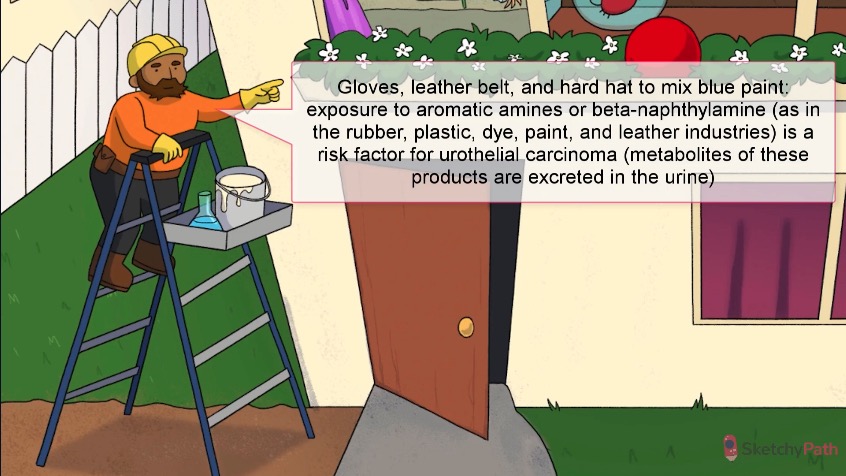 Gloves, leather belt, and hard hat to mix blue paint:
exposure to aromatic amines or beta-naphthylamine (as in
the rubber, plastic, dye, paint, and leather industries) is a
risk factor for urothelial carcinoma (metabolites of these
products are excreted in the urine)
SketchyPath